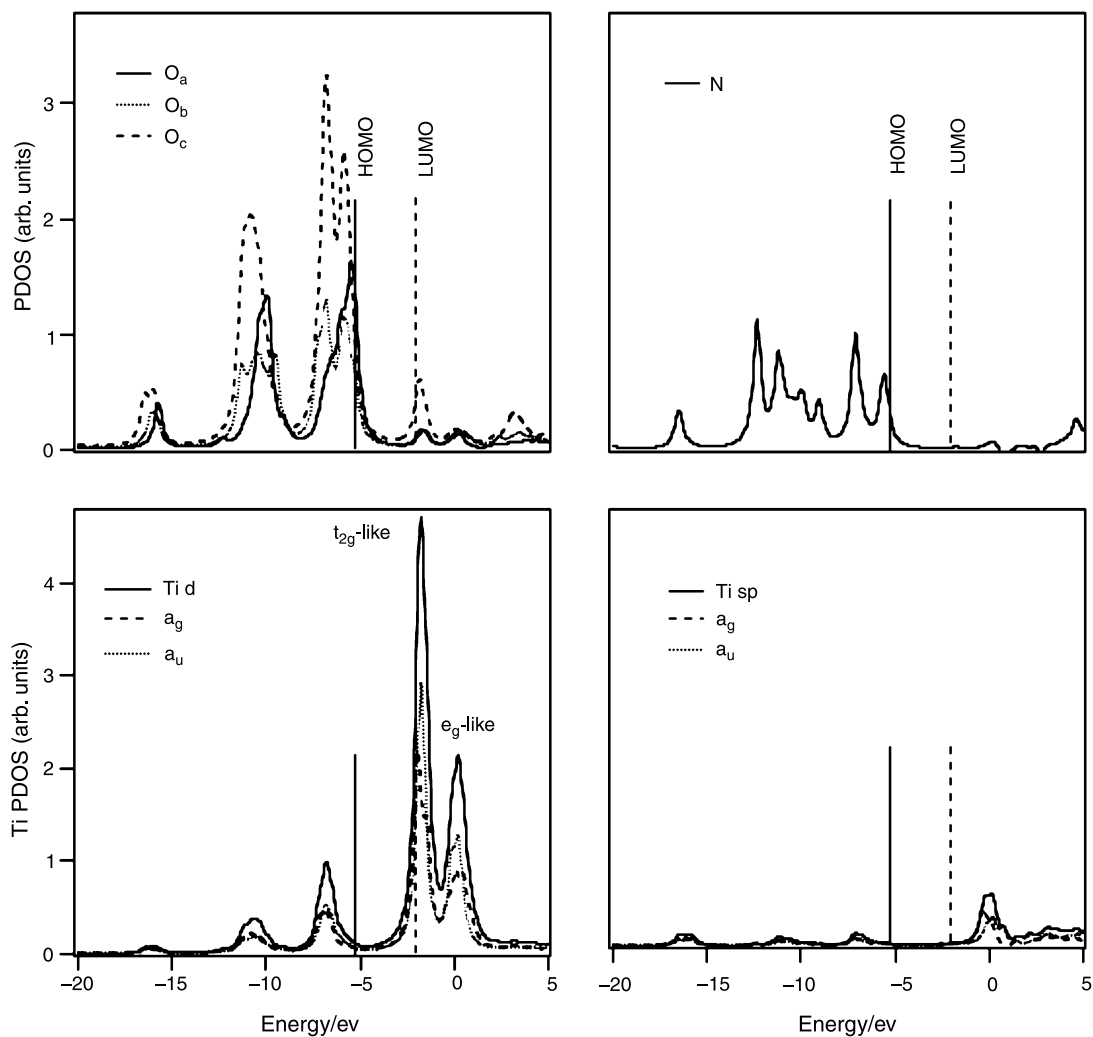 PDOS (arb. units)
3
2
1
0
O_a
O_b
O_c
HOMO
LUMO
N
HOMO
LUMO
Ti PDOS (arb. units)
4
3
2
1
0
Ti d
a_g
a_u
t_2g-like
e_g-like
−20
−15
−10
−5
0
5
Energy/ev
Ti sp
a_g
a_u
−20
−15
−10
−5
0
5
Energy/ev